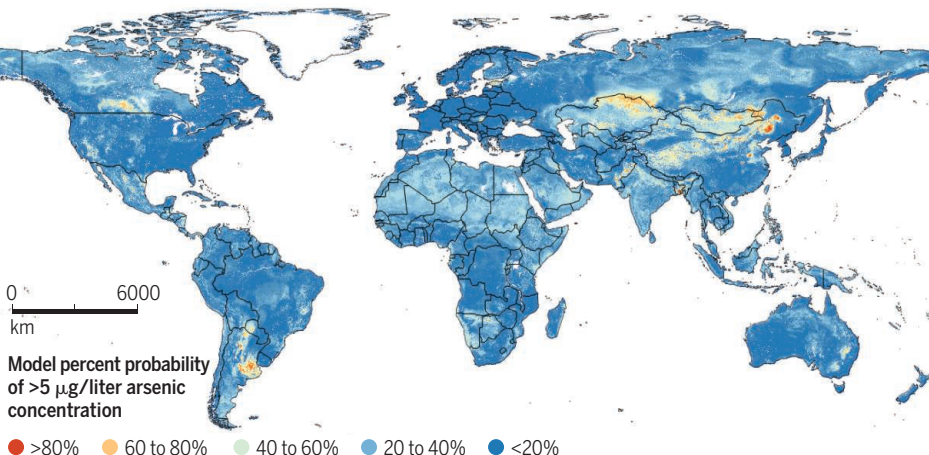 0 6000
km
Model percent probability
of >5 μg/liter arsenic
concentration
>80% 60 to 80% 40 to 60% 20 to 40% <20%